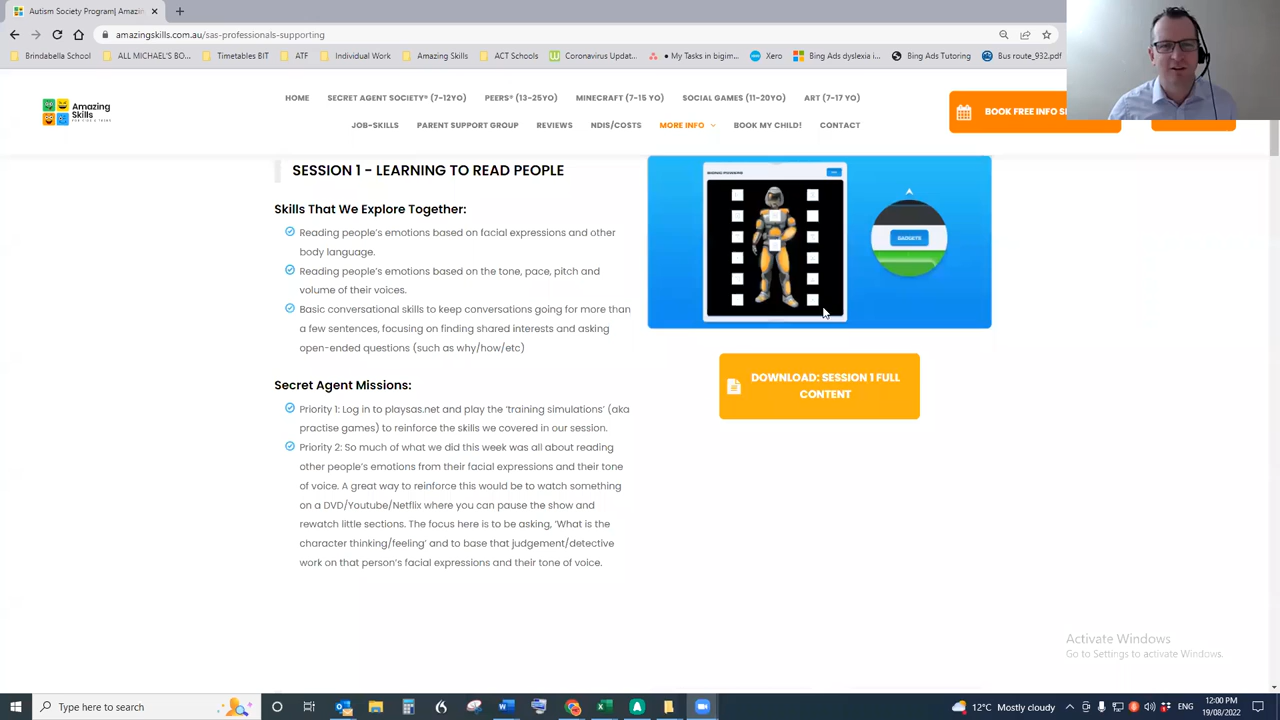 Autism Society Program| Amazin
amazingskills.com.au/sas-professionals-supporting
Brindabella School
ALL MICHAEL'S BO...
Timetables BIT
ATF
Individual Work
Amazing Skills
ACT Schools
Coronavirus Updat...
• My Tasks in bigim...
Xero
Bing Ads dyslexia i...
Bing Ads Tutoring
Bus route_932.pdf
Amazing
Skills
HOME
SECRET AGENT SOCIETY® (7-12YO)
PEERS® (13-25YO)
MINECRAFT (7-15 YO)
SOCIAL GAMES (11-20YO)
ART (7-17 YO)
JOB-SKILLS
PARENT SUPPORT GROUP
REVIEWS
NDIS/COSTS
MORE INFO
BOOK MY CHILD!
CONTACT
BOOK FREE INFO S
SESSION 1 - LEARNING TO READ PEOPLE
Skills That We Explore Together:
Reading people's emotions based on facial expressions and other
body language.
Reading people's emotions based on the tone, pace, pitch and
volume of their voices.
Basic conversational skills to keep conversations going for more than
a few sentences, focusing on finding shared interests and asking
open-ended questions (such as why/how/etc)
Secret Agent Missions:
Priority 1: Log in to playsas.net and play the 'training simulations' (aka
practise games) to reinforce the skills we covered in our session.
Priority 2: So much of what we did this week was all about reading
other people's emotions from their facial expressions and their tone
of voice. A great way to reinforce this would be to watch something
on a DVD/Youtube/Netflix where you can pause the show and
rewatch little sections. The focus here is to be asking, 'What is the
character thinking/feeling' and to base that judgement/detective
work on that person's facial expressions and their tone of voice.
BIONIC POWERS
GADGETS
DOWNLOAD: SESSION 1 FULL
CONTENT
Activate Windows
Go to Settings to activate Windows.
Type here to search
12°C Mostly cloudy
12:00 PM
19/08/2022